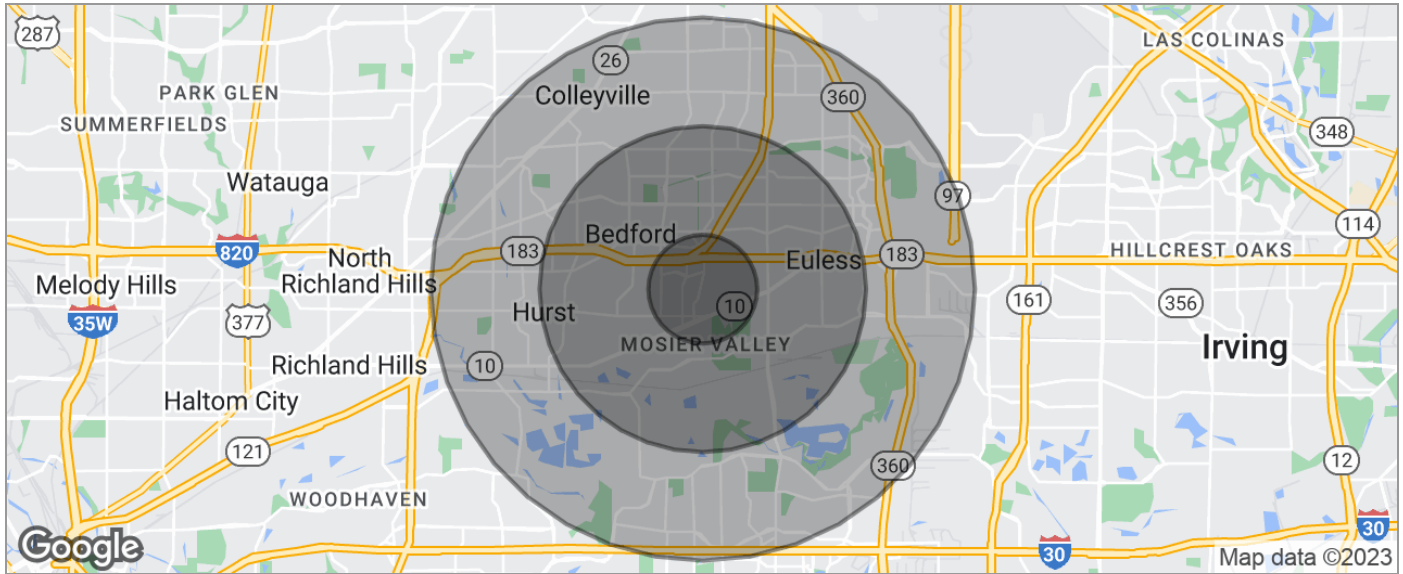 287
LAS COLINAS
26
PARK GLEN
Colleyville
360
SUMMERFIELDS
348
Watauga
97
114
Bedford
183
820
HILLCREST OAKS
183
North
Richland Hills
Euless
Melody Hills
161
356
10
Hurst
35W
377
MOSIER VALLEY
Irving
Richland Hills
10
Haltom City
121
12
360
WOODHAVEN
30
30
Google
Map data ©2023